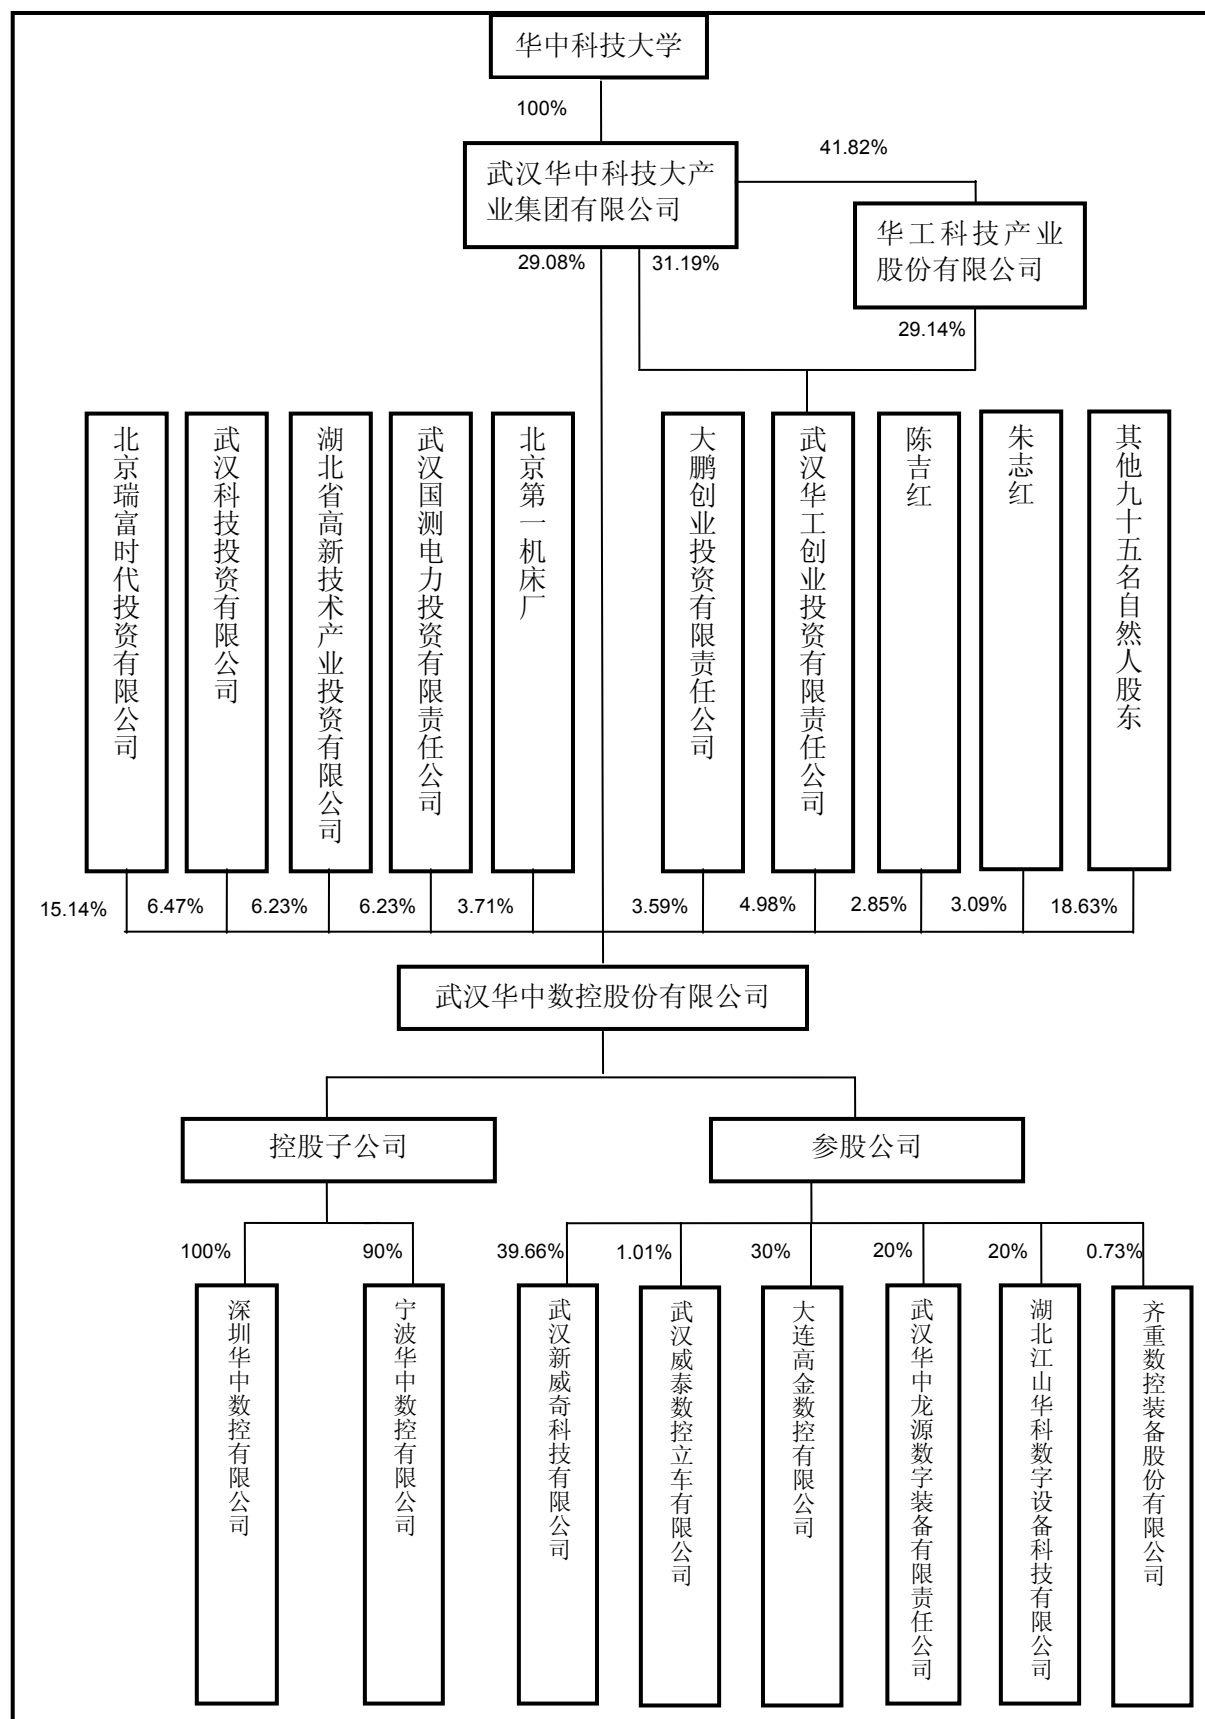 华中科技大学
100%
41.82%
武汉华中科技大产
业集团有限公司
华工科技产业
股份有限公司
29.08%
31.19%
29.14%
北京瑞富时代投资有限公司
武汉科技投资有限公司
湖北省高新技术产业投资有限公司
武汉国测电力投资有限责任公司
北京第一机床厂
大鹏创业投资有限责任公司
武汉华工创业投资有限责任公司
陈吉红
朱志红
其他九十五名自然人股东
15.14%
6.47%
6.23%
6.23%
3.71%
3.59%
4.98%
2.85%
3.09%
18.63%
武汉华中数控股份有限公司
控股子公司
参股公司
100%
90%
39.66%
1.01%
30%
20%
20%
0.73%
深圳华中数控有限公司
宁波华中数控有限公司
武汉新威奇科技有限公司
武汉威泰数控立车有限公司
大连高金数控有限公司
武汉华中龙源数字装备有限责任公司
湖北江山华科数字设备科技有限公司
齐重数控装备股份有限公司